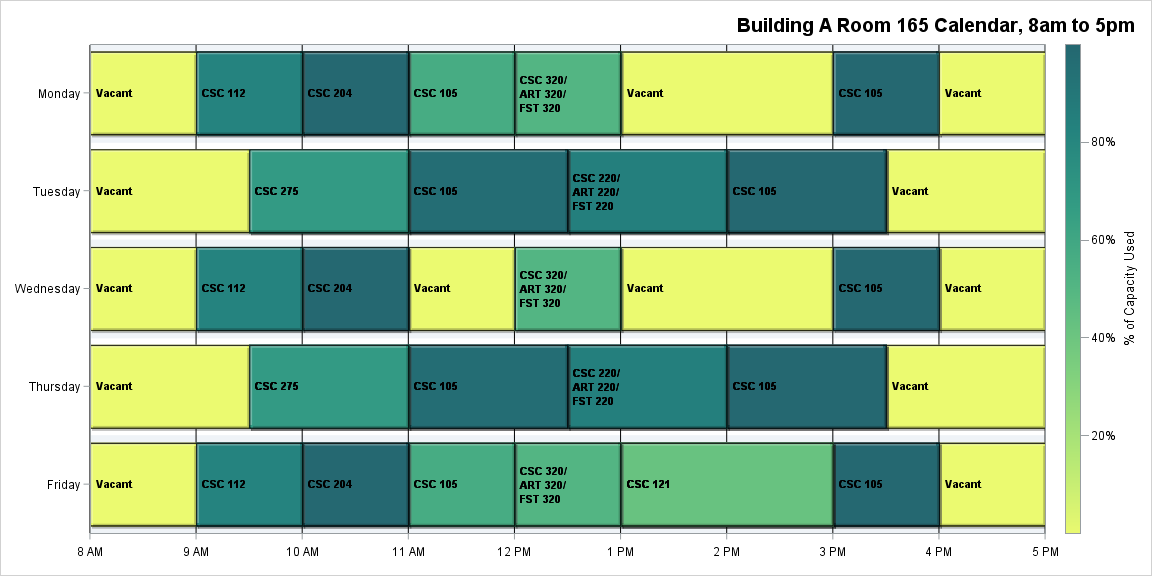 Building A Room 165 Calendar, 8am to 5pm
Monday
Vacant
CSC 112
CSC 204
CSC 105
CSC 320/
ART 320/
FST 320
Vacant
CSC 105
Vacant
Tuesday
Vacant
CSC 275
CSC 105
CSC 220/
ART 220/
FST 220
CSC 105
Vacant
Wednesday
Vacant
CSC 112
CSC 204
Vacant
CSC 320/
ART 320/
FST 320
Vacant
CSC 105
Vacant
Thursday
Vacant
CSC 275
CSC 105
CSC 220/
ART 220/
FST 220
CSC 105
Vacant
Friday
Vacant
CSC 112
CSC 204
CSC 105
CSC 320/
ART 320/
FST 320
CSC 121
CSC 105
Vacant
8 AM
9 AM
10 AM
11 AM
12 PM
1 PM
2 PM
3 PM
4 PM
5 PM
80%
60%
40%
20%
% of Capacity Used